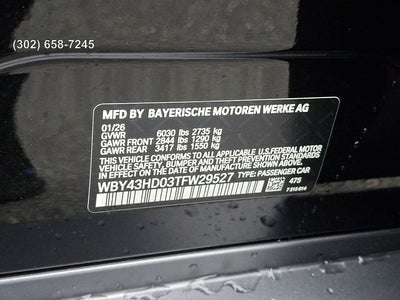 (302) 658-7245
MFD BY BAYERISCHE MOTOREN WERKE AG
01/26
GVWR 6030 lbs 2735 kg
GAWR FRONT 2844 lbs 1290 kg
GAWR REAR 3417 lbs 1550 kg
THIS VEHICLE CONFORMS TO ALL APPLICABLE U.S.FEDERAL MOTOR
VEHICLE SAFETY, BUMPER AND THEFT PREVENTION STANDARDS
IN EFFECT ON THE DATE OF MANUFACTURE SHOWN ABOVE.
WBY43HD03TFW29527 TYPE: PASSENGER CAR
475